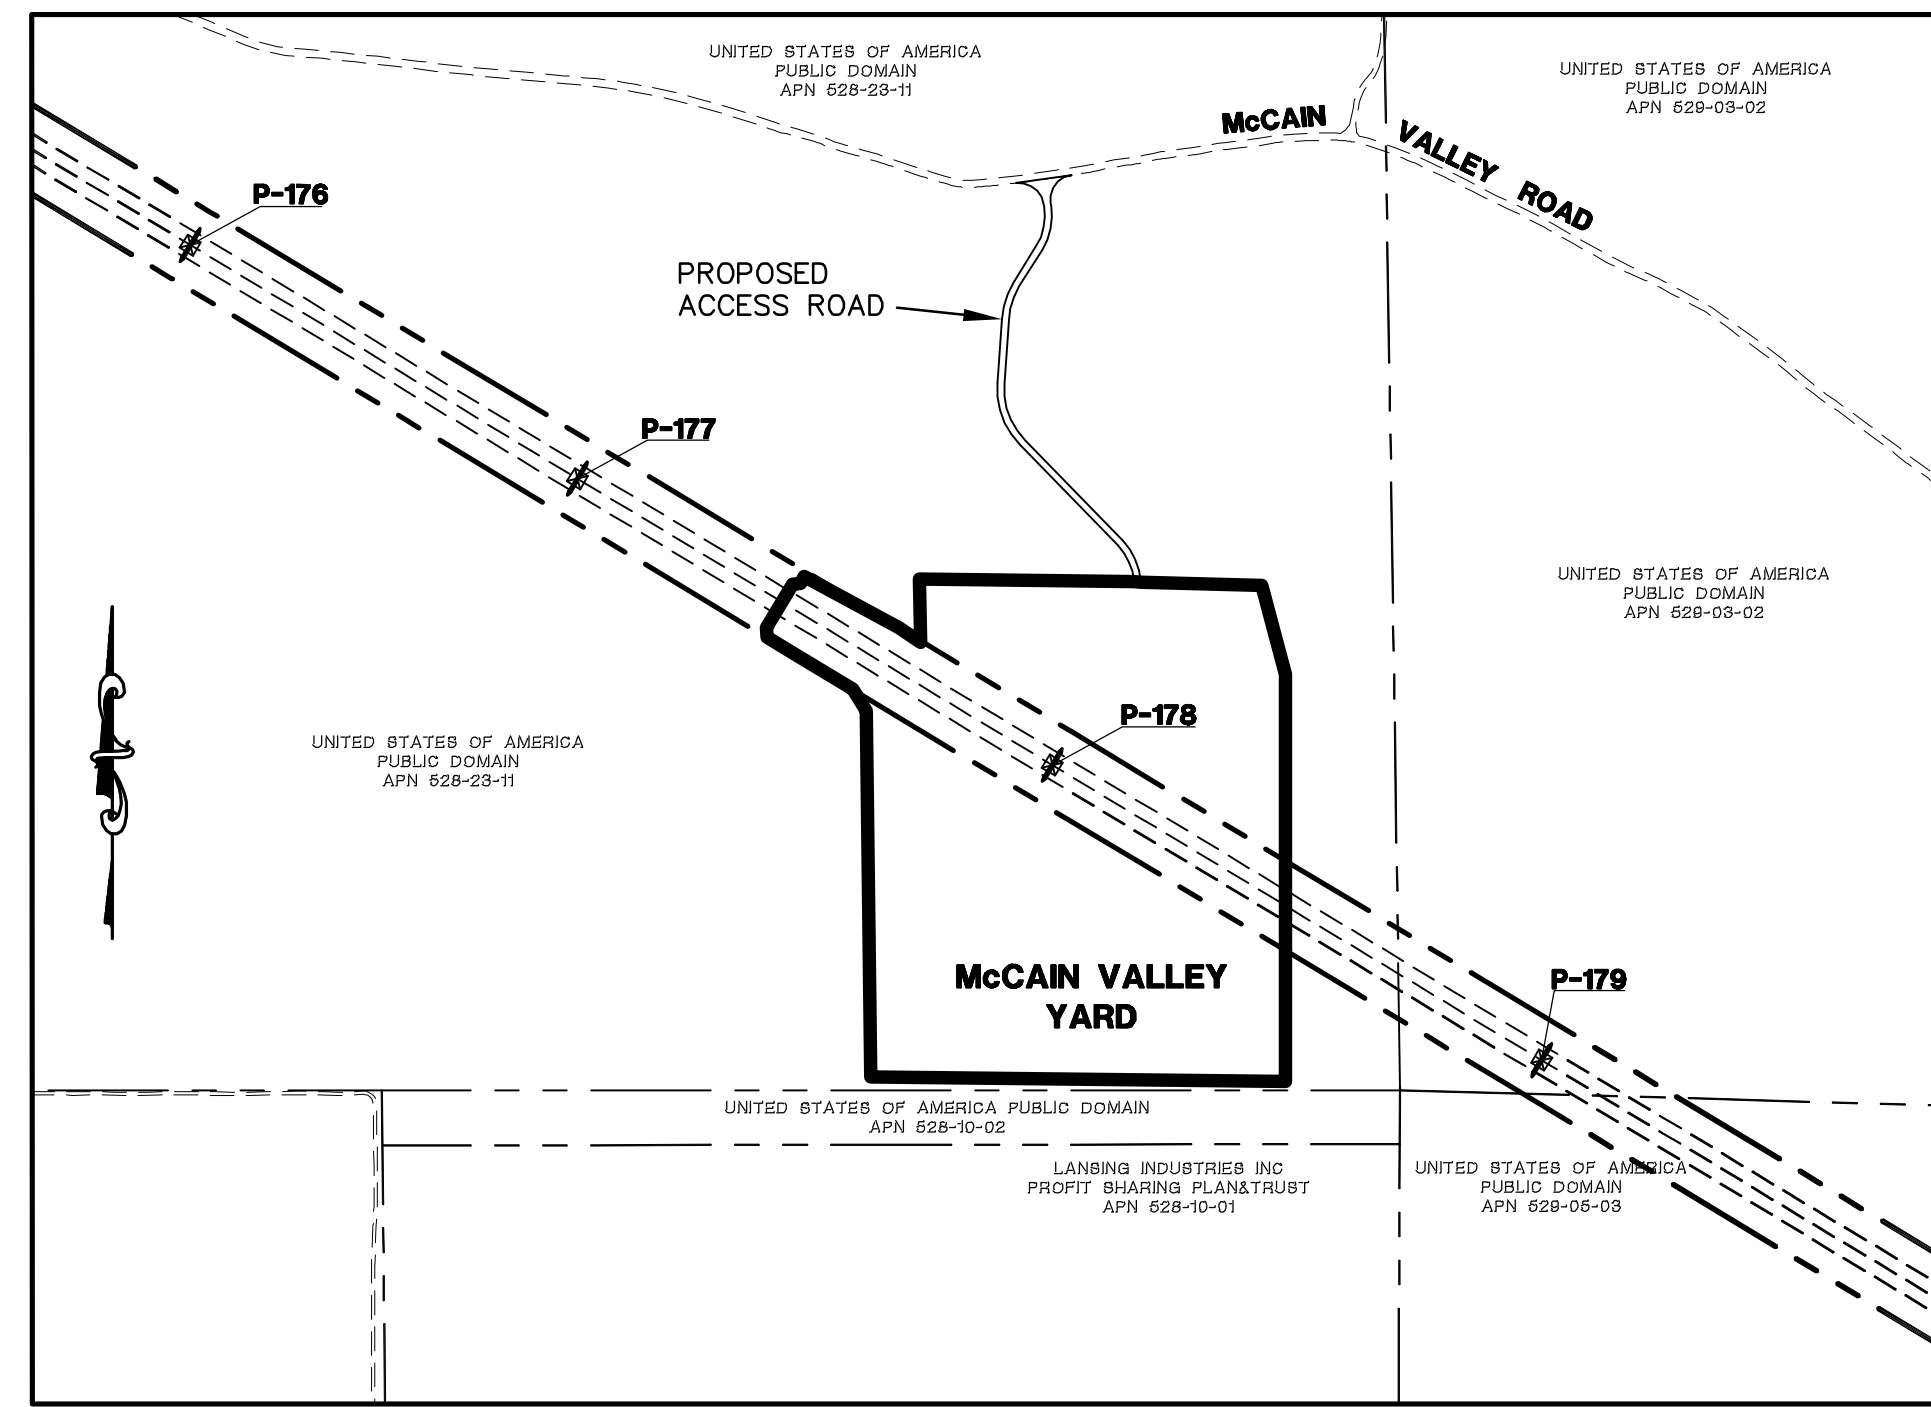 UNITED STATES OF AMERICA
PUBLIC DOMAIN
APN 528-23-11
UNITED STATES OF AMERICA
PUBLIC DOMAIN
APN 529-03-02
McCAIN VALLEY ROAD
P-176
PROPOSED
ACCESS ROAD
P-177
UNITED STATES OF AMERICA
PUBLIC DOMAIN
APN 529-03-02
P-178
UNITED STATES OF AMERICA
PUBLIC DOMAIN
APN 528-23-11
McCAIN VALLEY
YARD
P-179
UNITED STATES OF AMERICA PUBLIC DOMAIN
APN 528-10-02
LANSING INDUSTRIES INC
PROFIT SHARING PLAN&TRUST
APN 528-10-01
UNITED STATES OF AMERICA
PUBLIC DOMAIN
APN 529-05-03